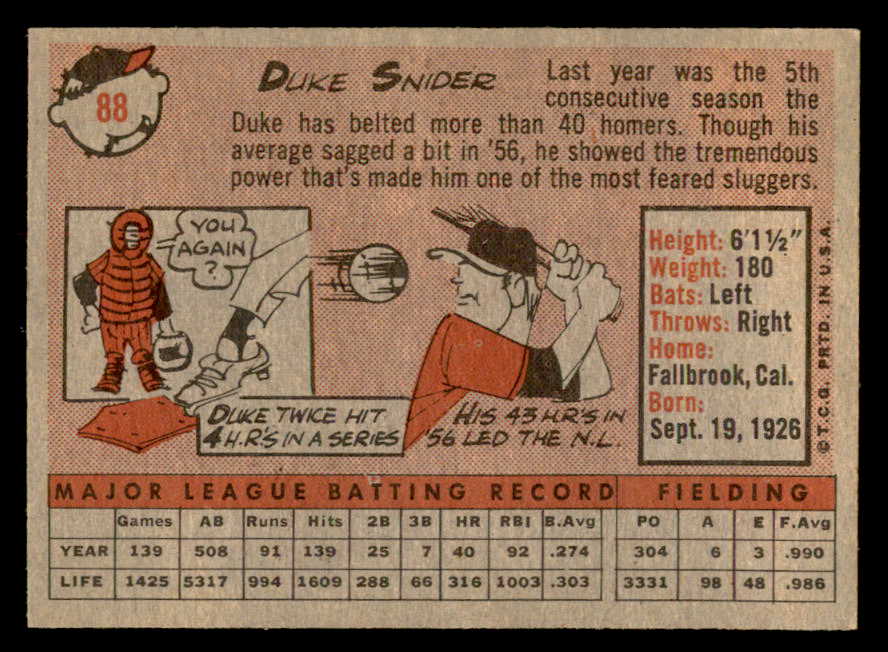 88
DUKE SNIDER
Last year was the 5th
consecutive season the
Duke has belted more than 40 homers. Though his
average sagged a bit in '56, he showed the tremendous
power that's made him one of the most feared sluggers.
YOU
AGAIN
?
DUKE TWICE HIT
4 H.R.'S IN A SERIES
HIS 43 H.R.'S IN
'56 LED THE N.L.
Height: 6'1½"
Weight: 180
Bats: Left
Throws: Right
Home:
Fallbrook, Cal.
Born:
Sept. 19, 1926
© T.C.G. PRTD. IN U.S.A.
MAJOR LEAGUE BATTING RECORD FIELDING
Games AB Runs Hits 2B 3B HR RBI B.Avg PO A E F.Avg
YEAR 139 508 91 139 25 7 40 92 .274 304 6 3 .990
LIFE 1425 5317 994 1609 288 66 316 1003 .303 3331 98 48 .986